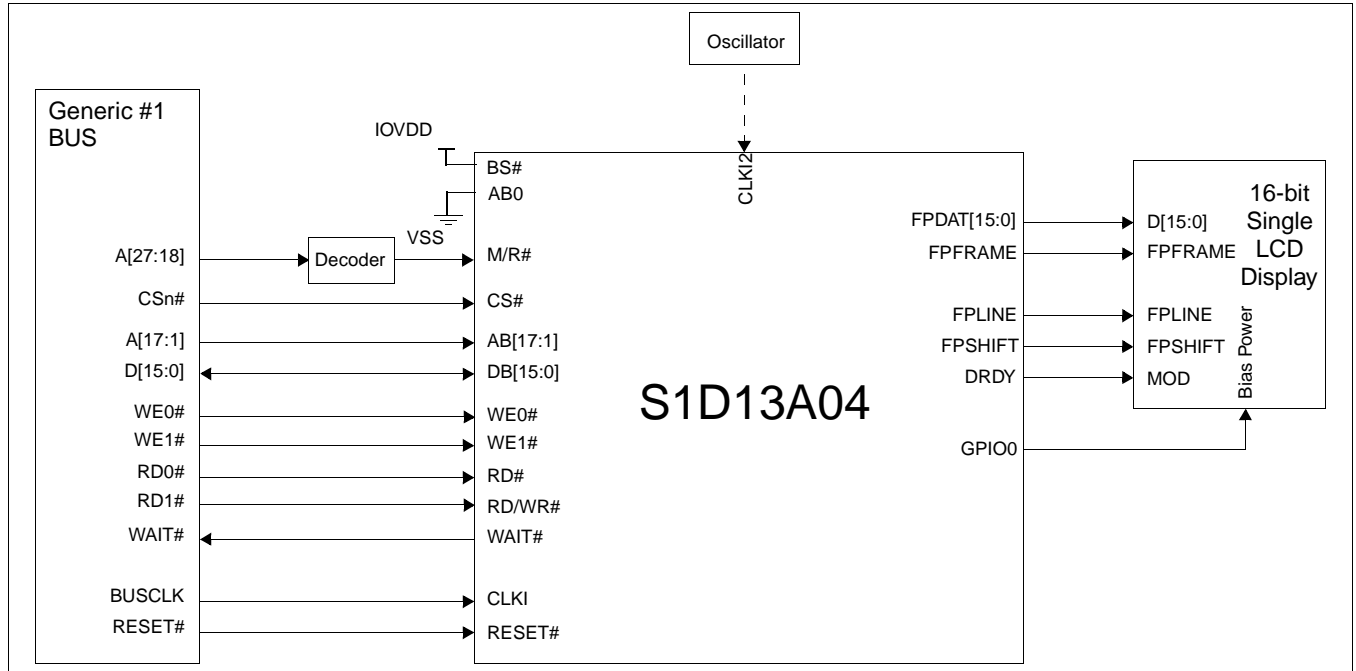 Oscillator
Generic #1
BUS
IOVDD
BS#
AB0
VSS
CLKI2
A[27:18]
Decoder
M/R#
CSn#
CS#
A[17:1]
AB[17:1]
D[15:0]
DB[15:0]
WE0#
WE0#
WE1#
WE1#
RD0#
RD#
RD1#
RD/WR#
WAIT#
WAIT#
BUSCLK
CLKI
RESET#
RESET#
S1D13A04
FPDAT[15:0]
FPFRAME
FPLINE
FPSHIFT
DRDY
GPIO0
D[15:0]
FPFRAME
FPLINE
FPSHIFT
MOD
16-bit
Single
LCD
Display
Bias Power